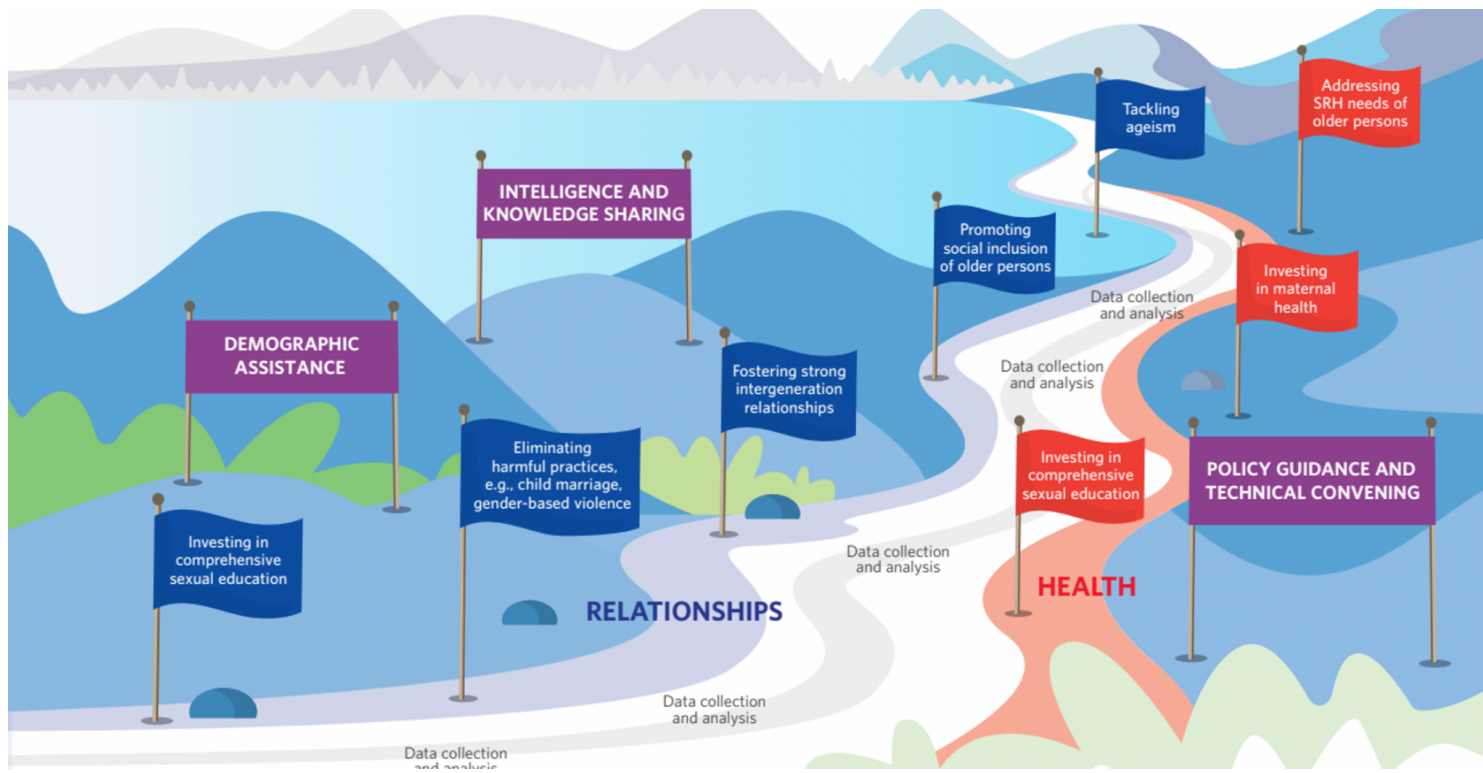 Addressing
SRH needs of
older persons
Tackling
ageism
INTELLIGENCE AND
KNOWLEDGE SHARING
Promoting
social inclusion
of older persons
Investing
in maternal
health
Data collection
and analysis
DEMOGRAPHIC
ASSISTANCE
Fostering strong
intergeneration
relationships
Data collection
and analysis
Eliminating
harmful practices,
e.g., child marriage,
gender-based violence
Investing in
comprehensive
sexual education
POLICY GUIDANCE AND
TECHNICAL CONVENING
Investing in
comprehensive
sexual education
Data collection
and analysis
HEALTH
RELATIONSHIPS
Data collection
and analysis
Data collection
and analysis